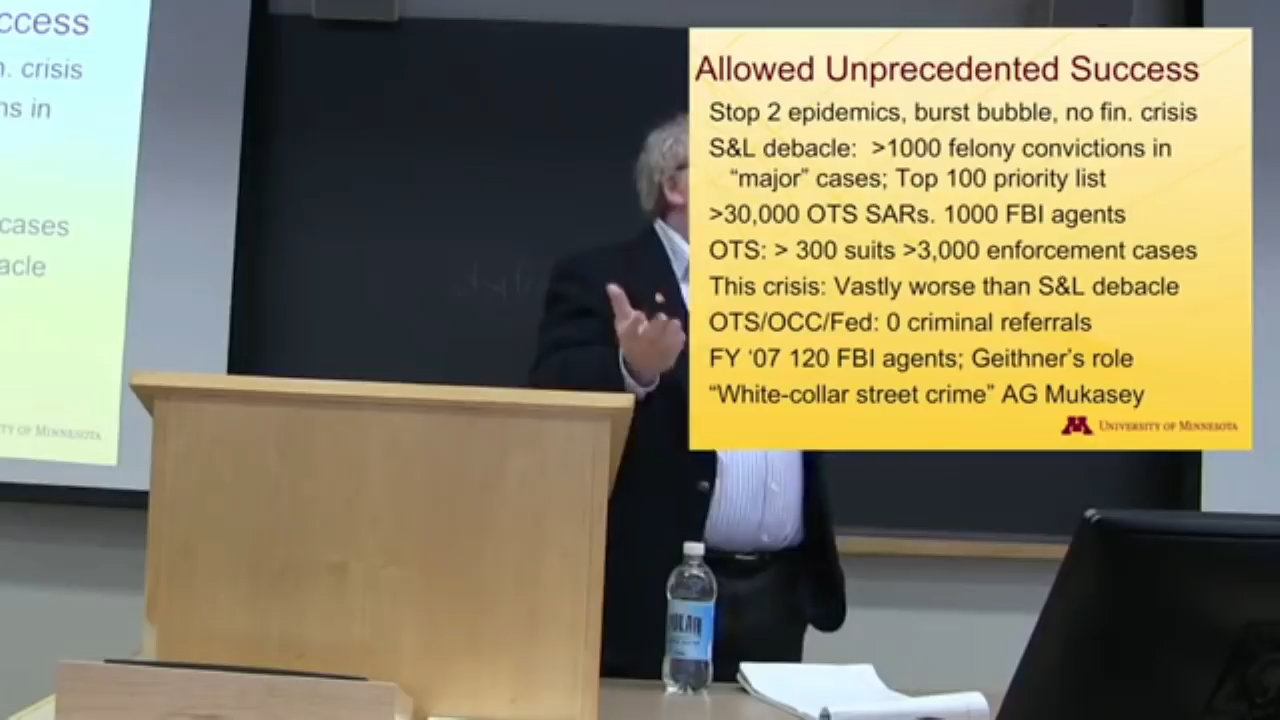 ccess
n. crisis
ns in
cases
acle
TY OF MINNESOTA
Allowed Unprecedented Success
Stop 2 epidemics, burst bubble, no fin. crisis
S&L debacle: >1000 felony convictions in
“major” cases; Top 100 priority list
>30,000 OTS SARs. 1000 FBI agents
OTS: > 300 suits >3,000 enforcement cases
This crisis: Vastly worse than S&L debacle
OTS/OCC/Fed: 0 criminal referrals
FY ‘07 120 FBI agents; Geithner’s role
“White-collar street crime” AG Mukasey
M UNIVERSITY OF MINNESOTA